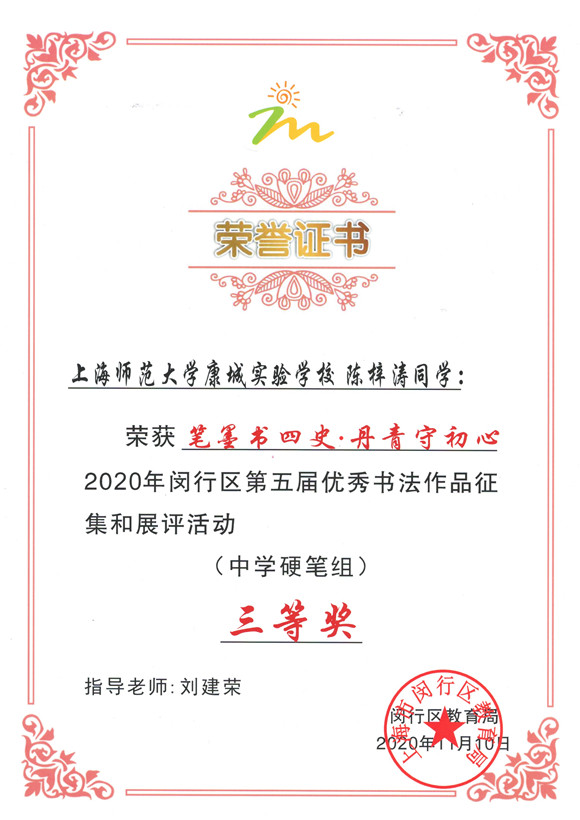 荣誉证书
上海师范大学康城实验学校 陈梓涛同学:
荣获 笔墨书四史·丹青守初心
2020年闵行区第五届优秀书法作品征
集和展评活动
（中学硬笔组）
三等奖
指导老师:刘建荣
闵行区教育局
2020年11月10日
上海市闵行区教育局